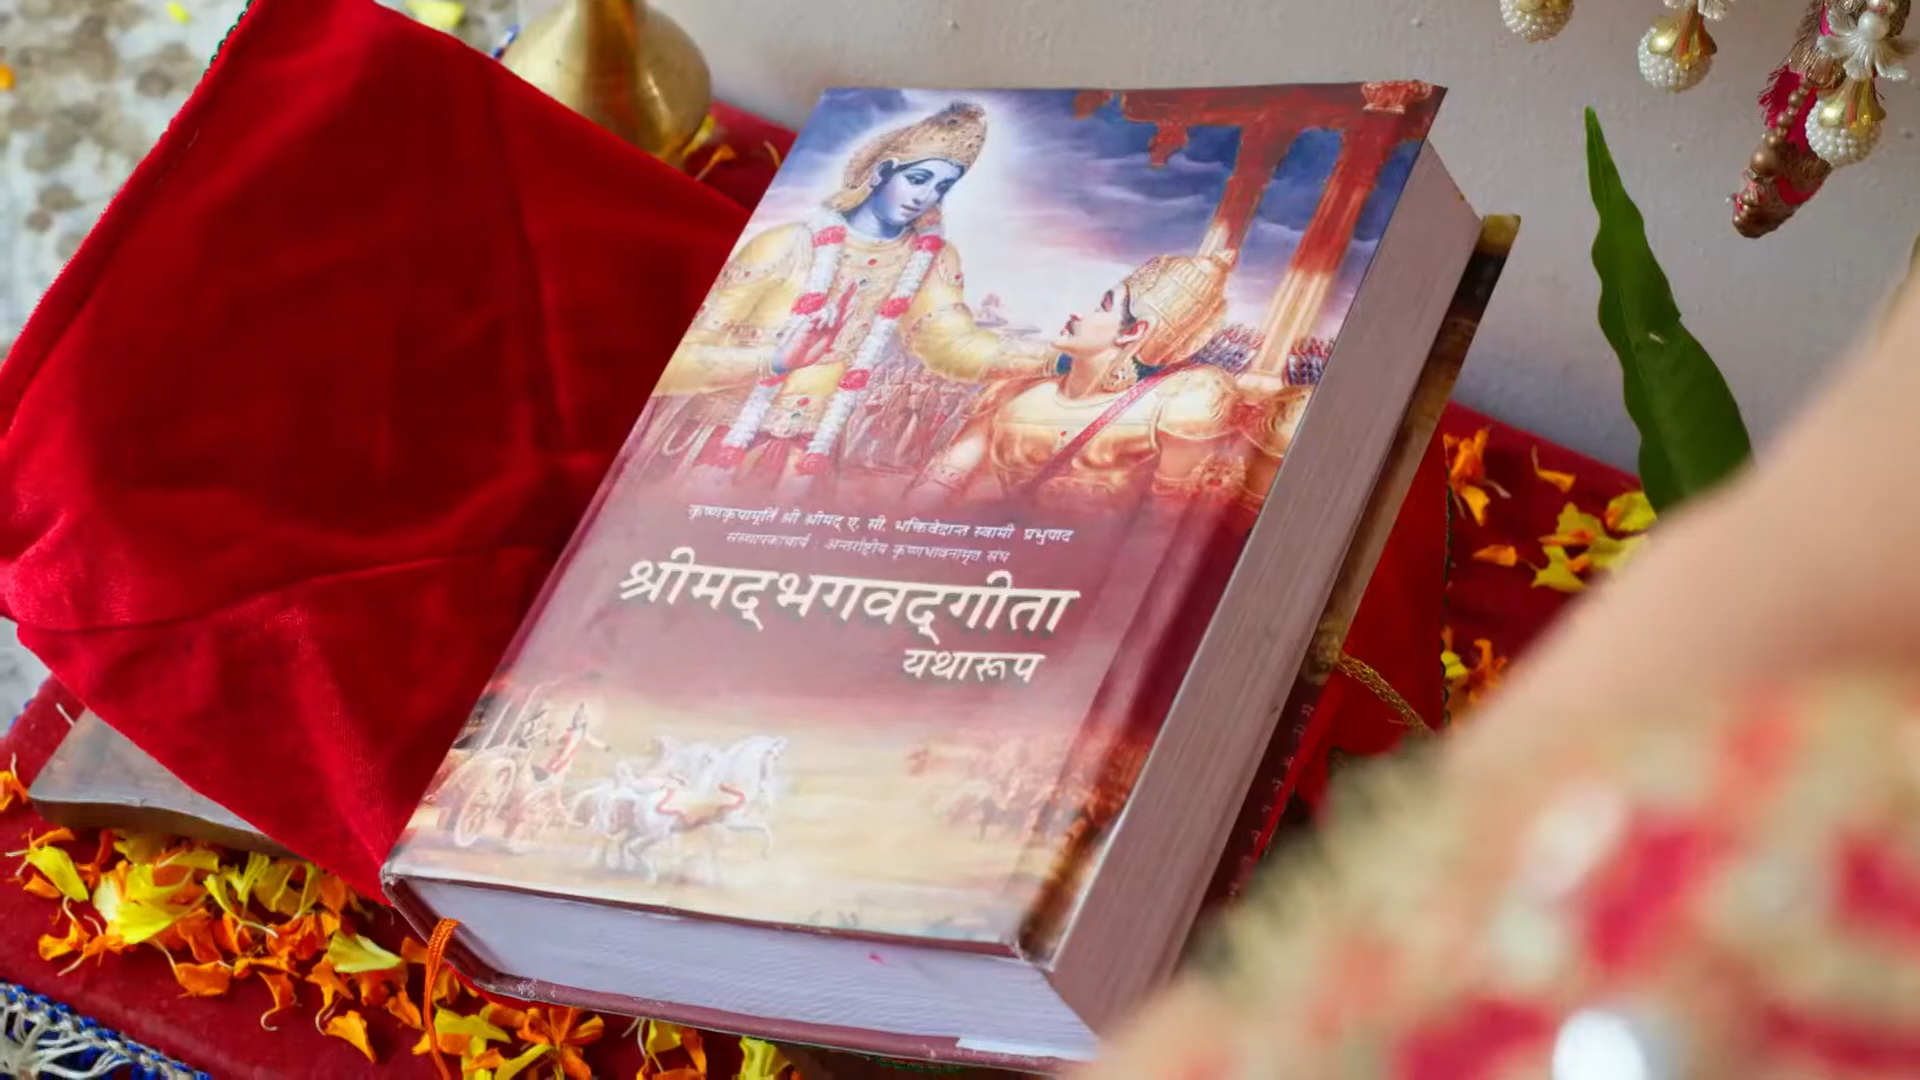 कृष्णकृपामूर्ति श्री श्रीमद् ए. सी. भक्तिवेदान्त स्वामी प्रभुपाद
संस्थापकाचार्य : अन्तर्राष्ट्रीय कृष्णभावनामृत संघ
श्रीमद्भगवद्‌गीता
यथारूप